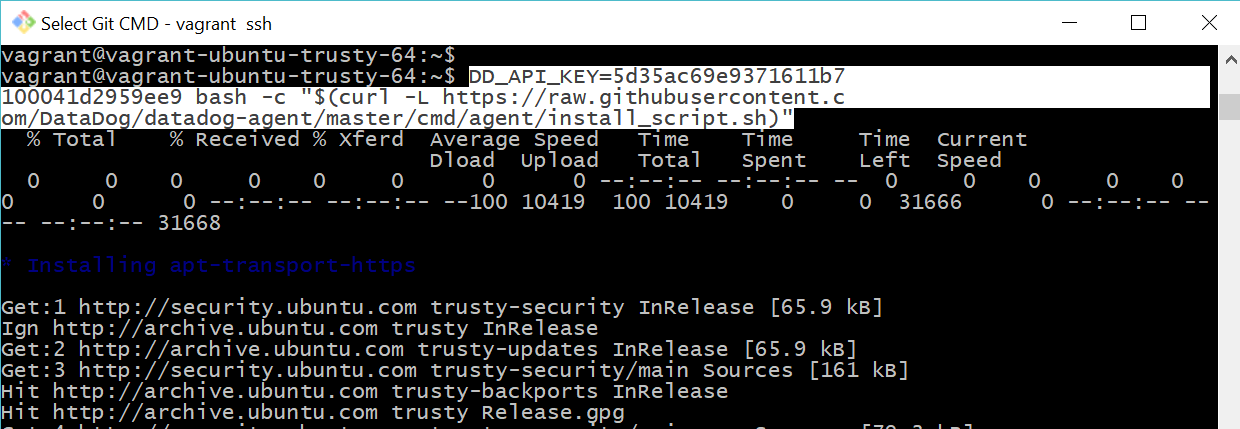 Select Git CMD - vagrant  ssh
vagrant@vagrant-ubuntu-trusty-64:~$
vagrant@vagrant-ubuntu-trusty-64:~$ DD_API_KEY=5d35ac69e9371611b7
100041d2959ee9 bash -c "$(curl -L https://raw.githubusercontent.c
om/DataDog/datadog-agent/master/cmd/agent/install_script.sh)"
  % Total    % Received % Xferd  Average Speed   Time    Time     Time  Current
                                 Dload  Upload   Total   Spent    Left  Speed
  0     0    0     0    0     0      0      0 --:--:-- --:--:-- --  0     0    0     0    0
0      0      0 --:--:-- --:--:-- --100 10419  100 10419    0     0  31666      0 --:--:-- --
-- --:--:-- 31668
* Installing apt-transport-https
Get:1 http://security.ubuntu.com trusty-security InRelease [65.9 kB]
Ign http://archive.ubuntu.com trusty InRelease
Get:2 http://archive.ubuntu.com trusty-updates InRelease [65.9 kB]
Get:3 http://security.ubuntu.com trusty-security/main Sources [161 kB]
Hit http://archive.ubuntu.com trusty-backports InRelease
Hit http://archive.ubuntu.com trusty Release.gpg